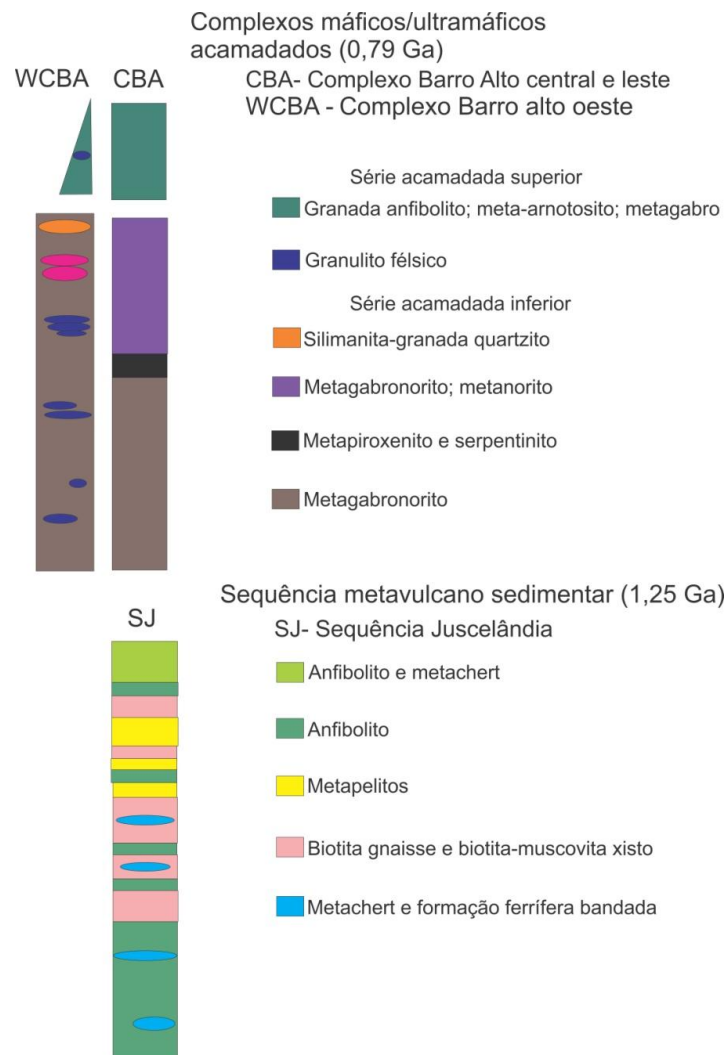 Complexos máficos/ultramáficos
acamadados (0,79 Ga)
WCBA CBA
CBA- Complexo Barro Alto central e leste
WCBA - Complexo Barro alto oeste
Série acamadada superior
Granada anfibolito; meta-arnotosito; metagabro
Granulito félsico
Série acamadada inferior
Silimanita-granada quartzito
Metagabronorito; metanorito
Metapiroxenito e serpentinito
Metagabronorito
Sequência metavulcano sedimentar (1,25 Ga)
SJ
SJ- Sequência Juscelândia
Anfibolito e metachert
Anfibolito
Metapelitos
Biotita gnaisse e biotita-muscovita xisto
Metachert e formação ferrífera bandada